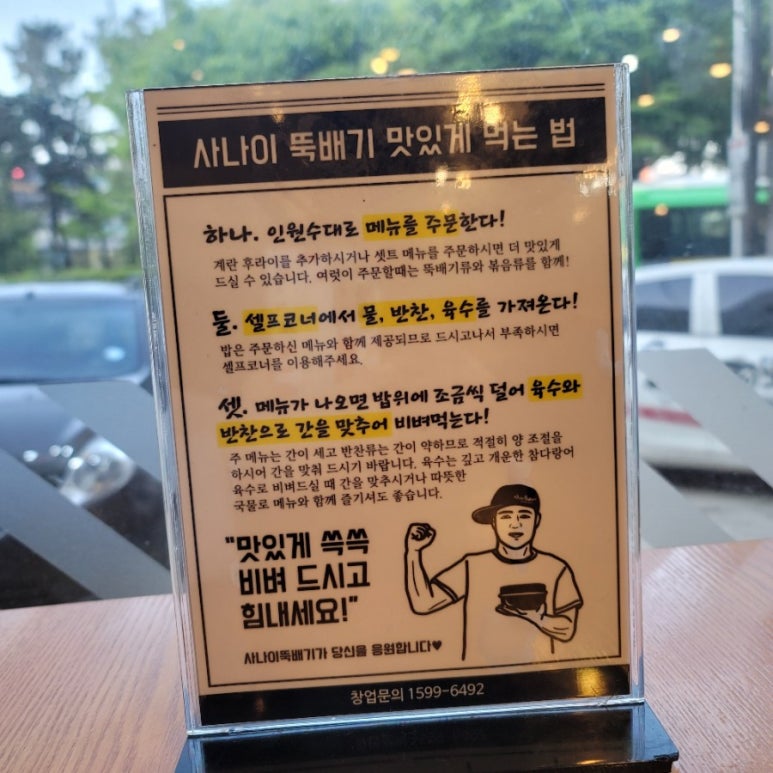 사나이 뚝배기 맛있게 먹는 법
하나. 인원수대로 메뉴를 주문한다!
계란 후라이를 추가하시거나 셋트 메뉴를 주문하시면 더 맛있게
드실 수 있습니다. 여럿이 주문할때는 뚝배기류와 볶음류를 함께!
둘. 셀프코너에서 물, 반찬, 육수를 가져온다!
밥은 주문하신 메뉴와 함께 제공되므로 드시고나서 부족하시면
셀프코너를 이용해주세요.
셋. 메뉴가 나오면 밥위에 조금씩 덜어 육수와
반찬으로 간을 맞추어 비벼먹는다!
주 메뉴는 간이 세고 반찬류는 간이 약하므로 적절히 양 조절을
하시어 간을 맞춰 드시기 바랍니다. 육수는 깊고 개운한 참다랑어
육수로 비벼드실 때 간을 맞추시거나 따뜻한
국물로 메뉴와 함께 즐기셔도 좋습니다.
"맛있게 쓱쓱
비벼 드시고
힘내세요!"
사나이뚝배기가 당신을 응원합니다♥
창업문의 1599-6492